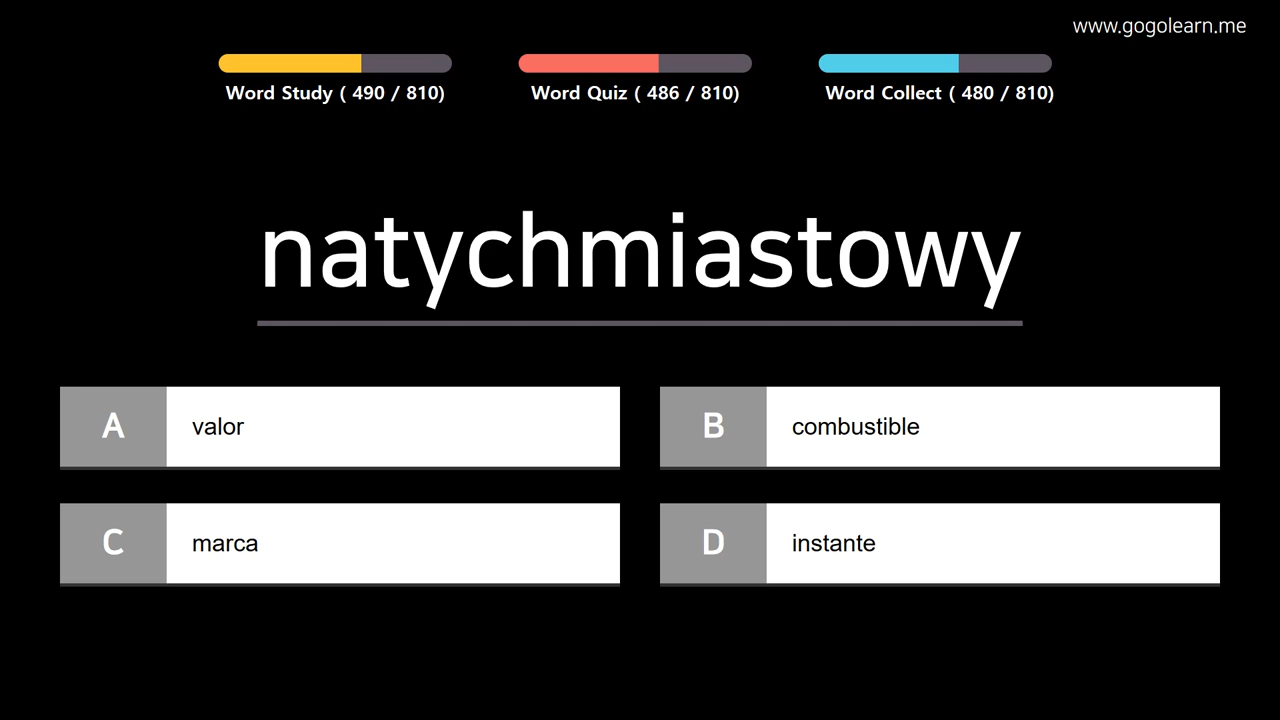 www.gogolearn.me
Word Study ( 490 / 810)
Word Quiz ( 486 / 810)
Word Collect ( 480 / 810)
natychmiastowy
A valor
B combustible
C marca
D instante